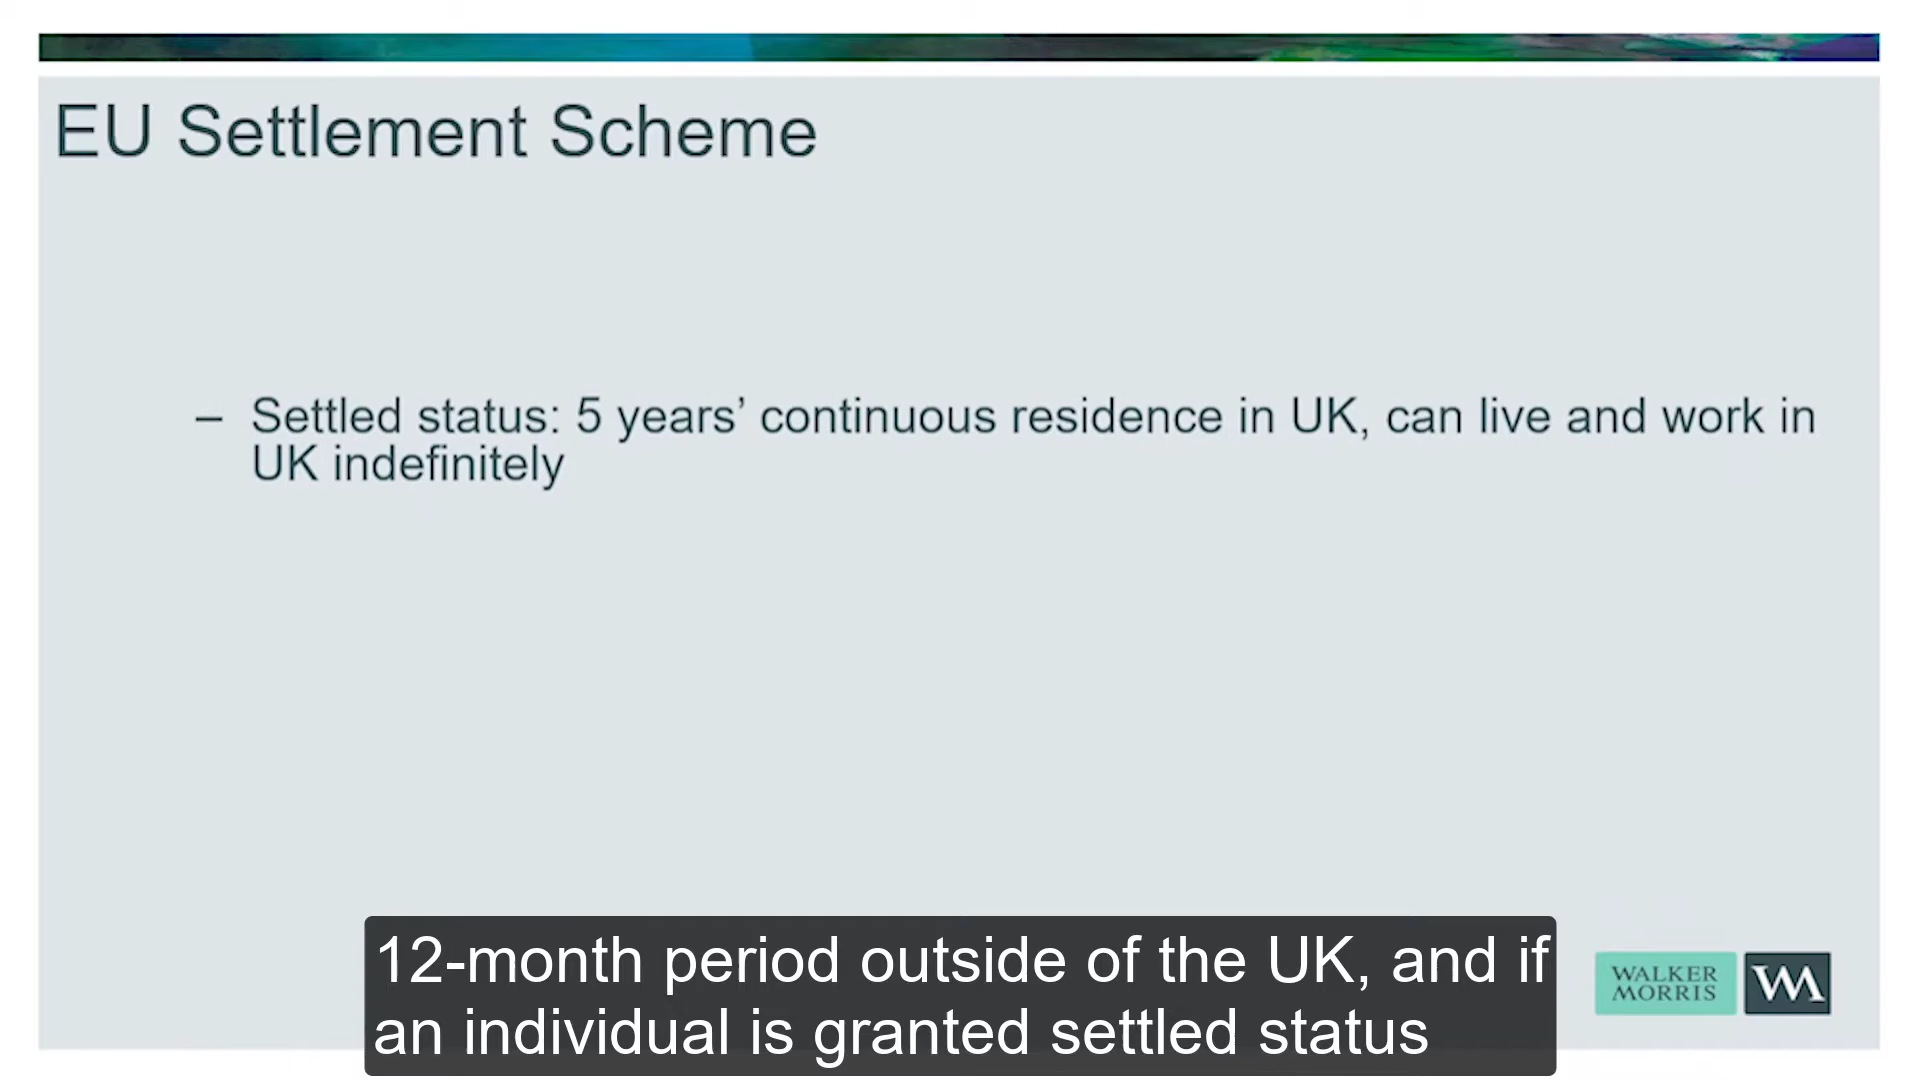 EU Settlement Scheme
– Settled status: 5 years’ continuous residence in UK, can live and work in
UK indefinitely
12-month period outside of the UK, and if
an individual is granted settled status
WALKER
MORRIS
WM